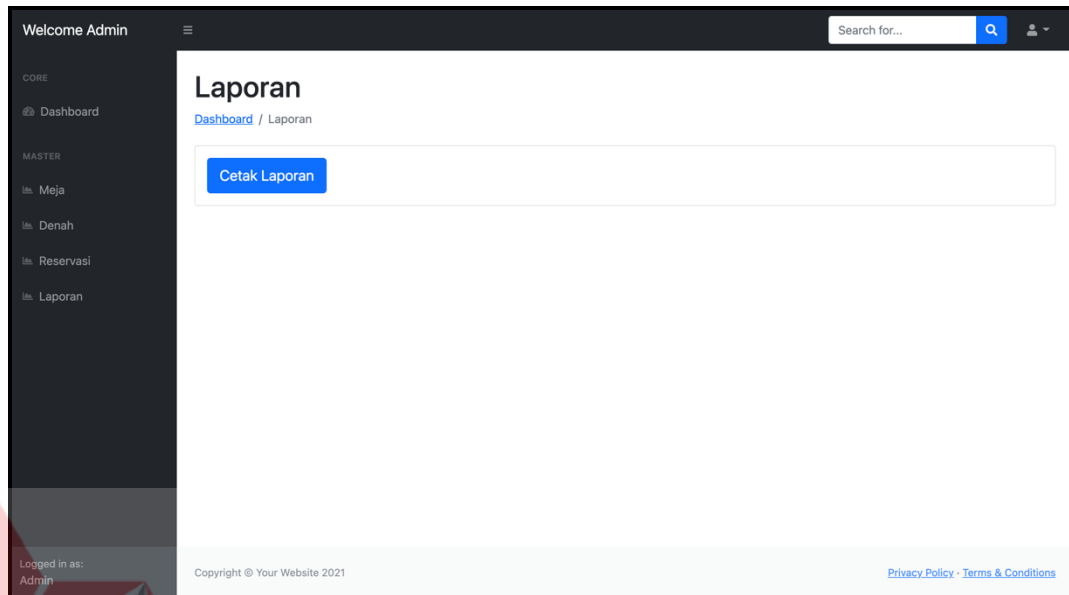 Welcome Admin
Search for...
CORE
Dashboard
MASTER
Meja
Denah
Reservasi
Laporan
Logged in as:
Admin
Laporan
Dashboard / Laporan
Cetak Laporan
Copyright © Your Website 2021
Privacy Policy · Terms & Conditions